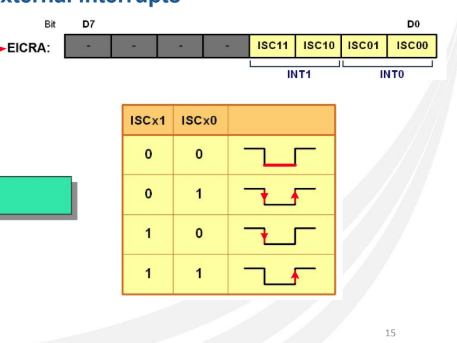 xternal Interrupts
Bit D7 D0
EICRA: - - - - ISC11 ISC10 ISC01 ISC00
INT1 INT0
ISCx1 ISCx0
0 0
0 1
1 0
1 1
15